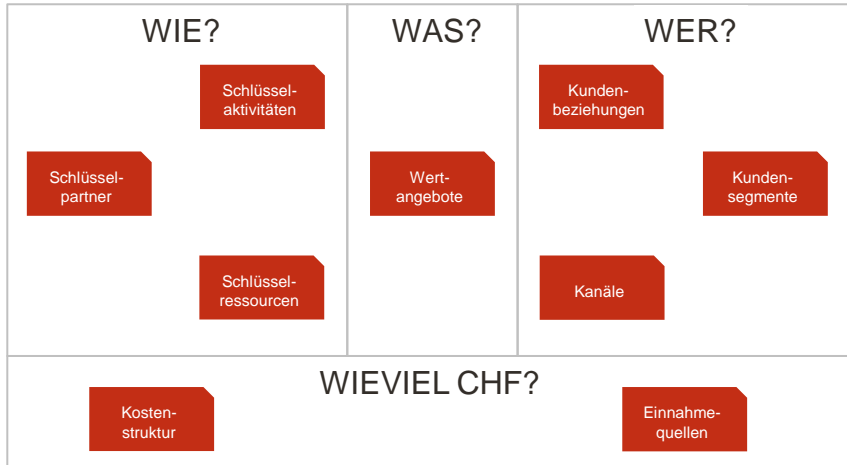 WIE?
Schlüssel-
aktivitäten
Schlüssel-
partner
Schlüssel-
ressourcen
WAS?
Wert-
angebote
WER?
Kunden-
beziehungen
Kunden-
segmente
Kanäle
WIEVIEL CHF?
Kosten-
struktur
Einnahme-
quellen